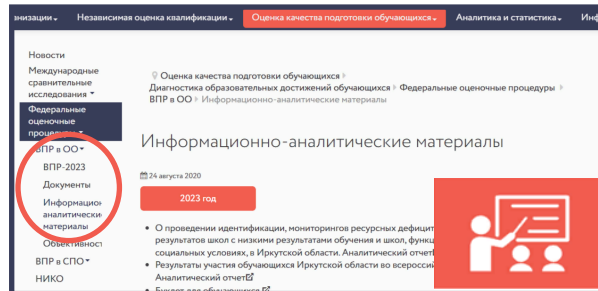 Независимая оценка квалификации
Оценка качества подготовки обучающихся
Аналитика и статистика
Новости
Международные
сравнительные
исследования
Федеральные
оценочные
процедуры
ВПР в ОО
ВПР-2023
Документы
аналитически
материалы
ВПР в СПО
НИКО
Оценка качества подготовки обучающихся
Диагностика образовательных достижений обучающихся Федеральные оценочные процедуры
ВПР в ОО Информационно-аналитические материалы
Информационно-аналитические материалы
24 августа 2020
2023 год
• О проведении идентификации, мониторингов ресурсных дефицит
результатов школ с низкими результатами обучения и школ, функц
социальных условиях, в Иркутской области. Аналитический отчет
• Результаты участия обучающихся Иркутской области во всеросси
Аналитический отчет